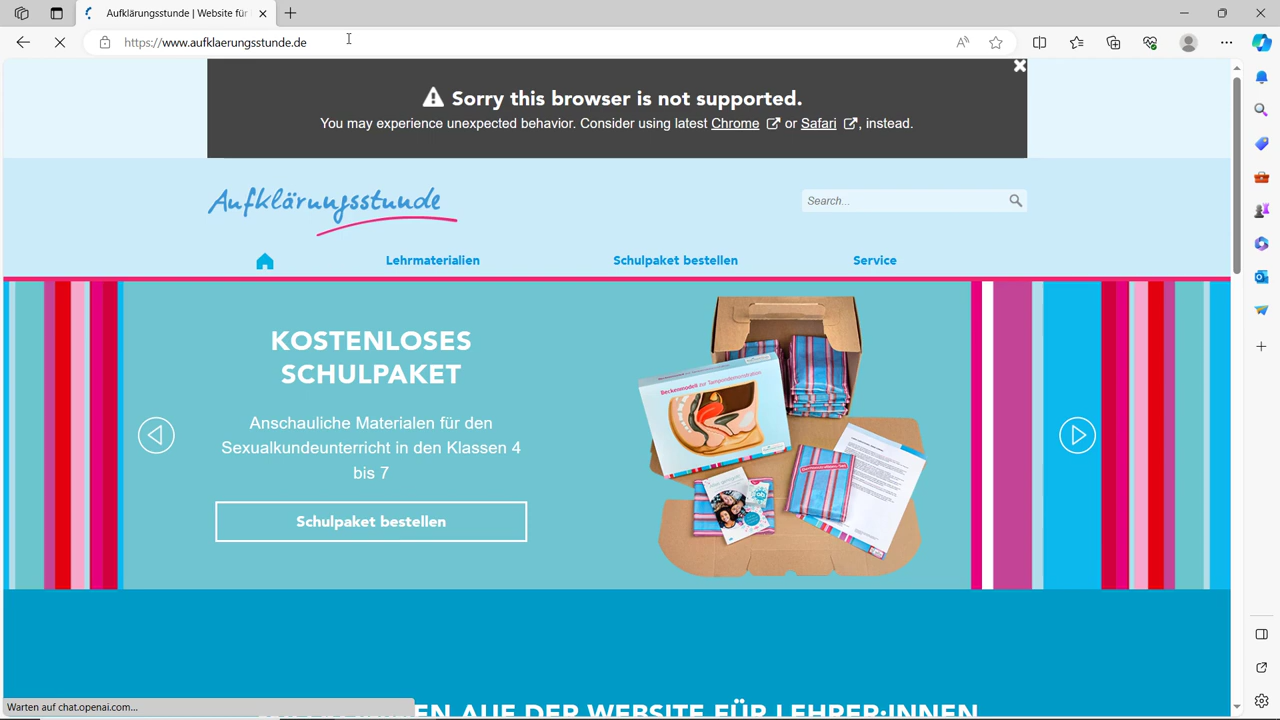 Aufklärungsstunde | Website für
https://www.aufklaerungsstunde.de
Sorry this browser is not supported.
You may experience unexpected behavior. Consider using latest Chrome or Safari , instead.
Aufklärungsstunde
Search...
Lehrmaterialien
Schulpaket bestellen
Service
KOSTENLOSES
SCHULPAKET
Anschauliche Materialen für den
Sexualkundeunterricht in den Klassen 4
bis 7
Schulpaket bestellen
Beckenmodell zur Tampondemonstration
EN AUF DER WEBSITE FÜR LEHRER:INNEN
Warten auf chat.openai.com...